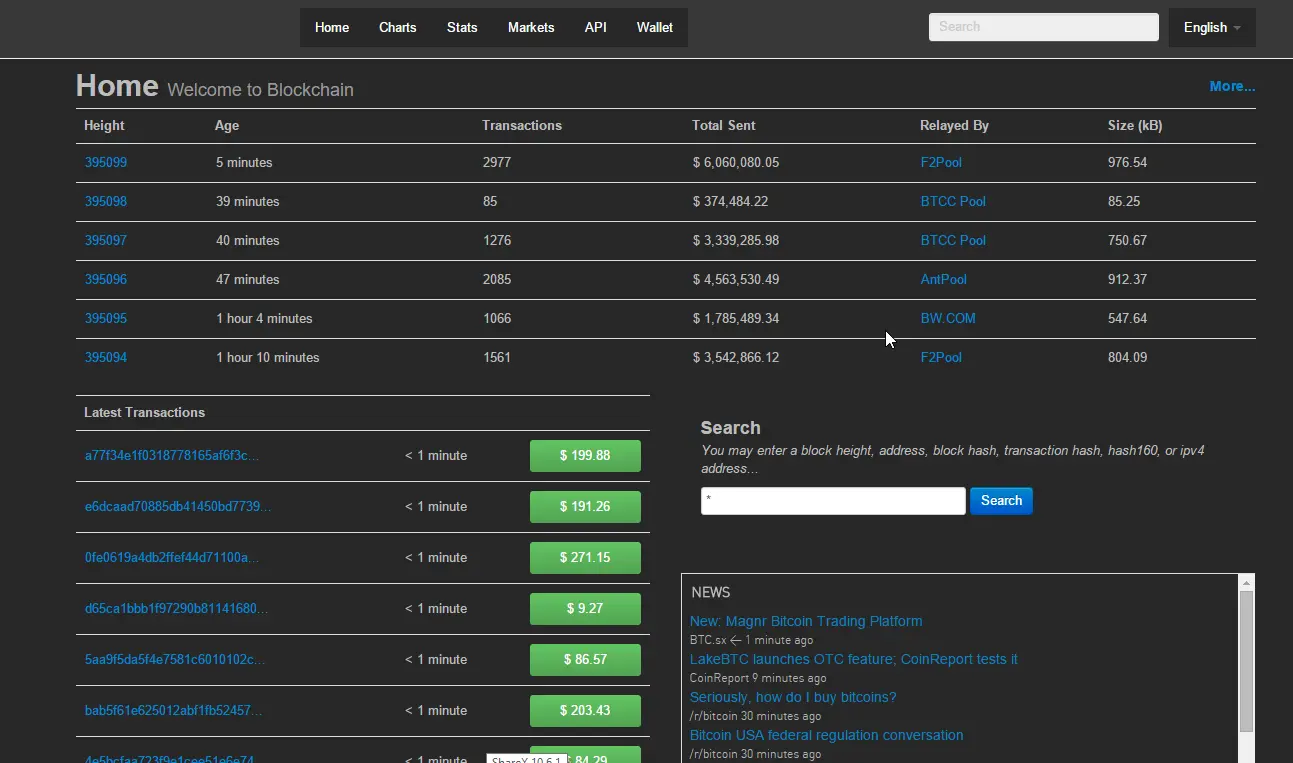 Home Charts Stats Markets API Wallet Search English
Home Welcome to Blockchain More...
Height Age Transactions Total Sent Relayed By Size (kB)
395099 5 minutes 2977 $ 6,060,080.05 F2Pool 976.54
395098 39 minutes 85 $ 374,484.22 BTCC Pool 85.25
395097 40 minutes 1276 $ 3,339,285.98 BTCC Pool 750.67
395096 47 minutes 2085 $ 4,563,530.49 AntPool 912.37
395095 1 hour 4 minutes 1066 $ 1,785,489.34 BW.COM 547.64
395094 1 hour 10 minutes 1561 $ 3,542,866.12 F2Pool 804.09
Latest Transactions
a77f34e1f0318778165af6f3c... < 1 minute $ 199.88
e6dcaad70885db41450bd7739... < 1 minute $ 191.26
0fe0619a4db2ffef44d71100a... < 1 minute $ 271.15
d65ca1bbb1f97290b81141680... < 1 minute $ 9.27
5aa9f5da5f4e7581c6010102c... < 1 minute $ 86.57
bab5f61e625012abf1fb52457... < 1 minute $ 203.43
< 1 minute $ 84.29
ShareX 10.6.1
Search
You may enter a block height, address, block hash, transaction hash, hash160, or ipv4
address...
* Search
NEWS
New: Magnr Bitcoin Trading Platform
BTC.sx ← 1 minute ago
LakeBTC launches OTC feature; CoinReport tests it
CoinReport 9 minutes ago
Seriously, how do I buy bitcoins?
/r/bitcoin 30 minutes ago
Bitcoin USA federal regulation conversation
/r/bitcoin 30 minutes ago